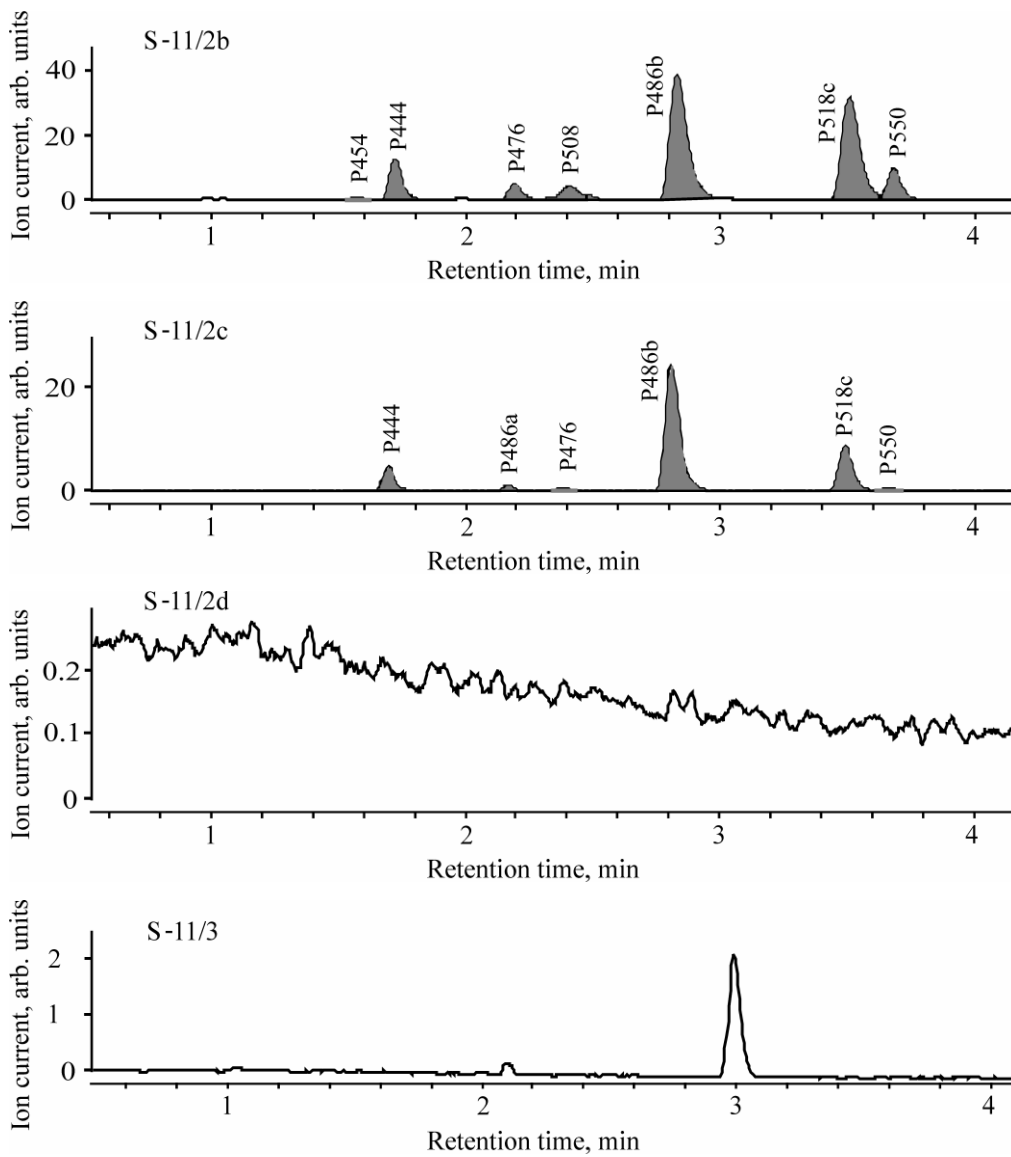 S-11/2b
Ion current, arb. units
40
20
0
P454
P444
P476
P508
P486b
P518c
P550
1 2 3 4
Retention time, min
S-11/2c
Ion current, arb. units
20
0
P444
P486a
P476
P486b
P518c
P550
1 2 3 4
Retention time, min
S-11/2d
Ion current, arb. units
0.2
0.1
0
1 2 3 4
Retention time, min
S-11/3
Ion current, arb. units
2
1
0
1 2 3 4
Retention time, min